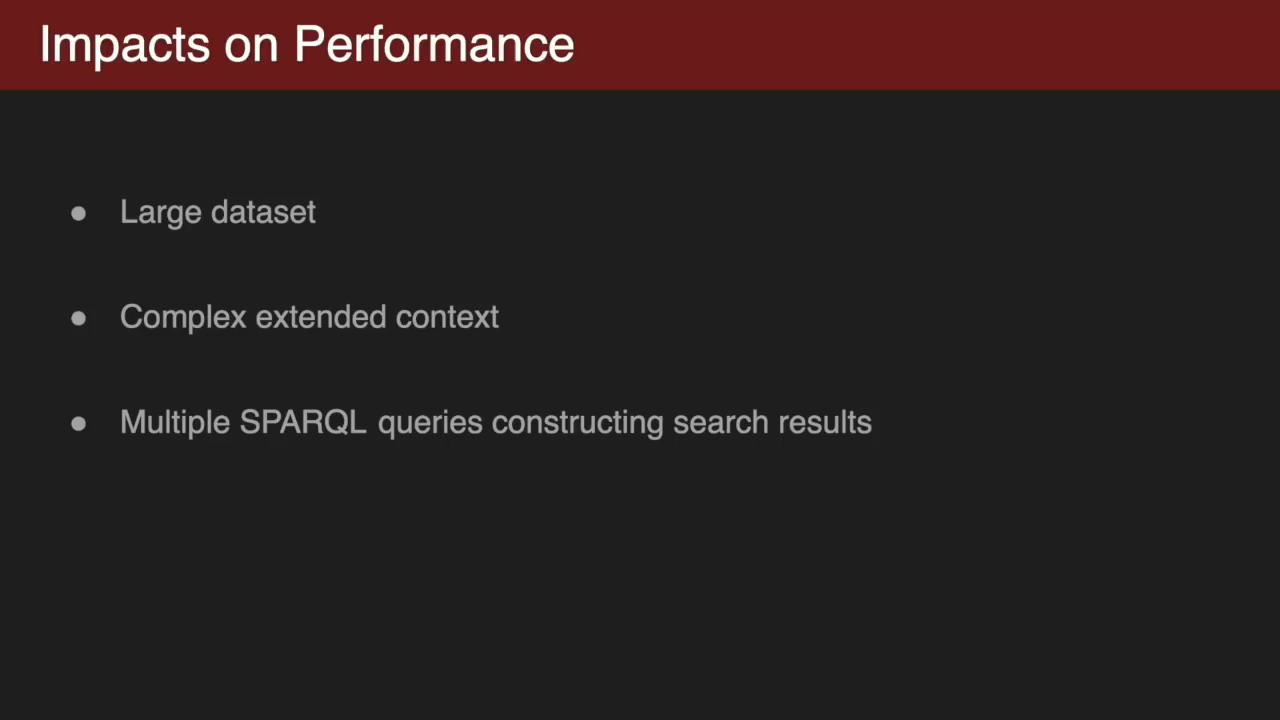 Impacts on Performance
● Large dataset
● Complex extended context
● Multiple SPARQL queries constructing search results